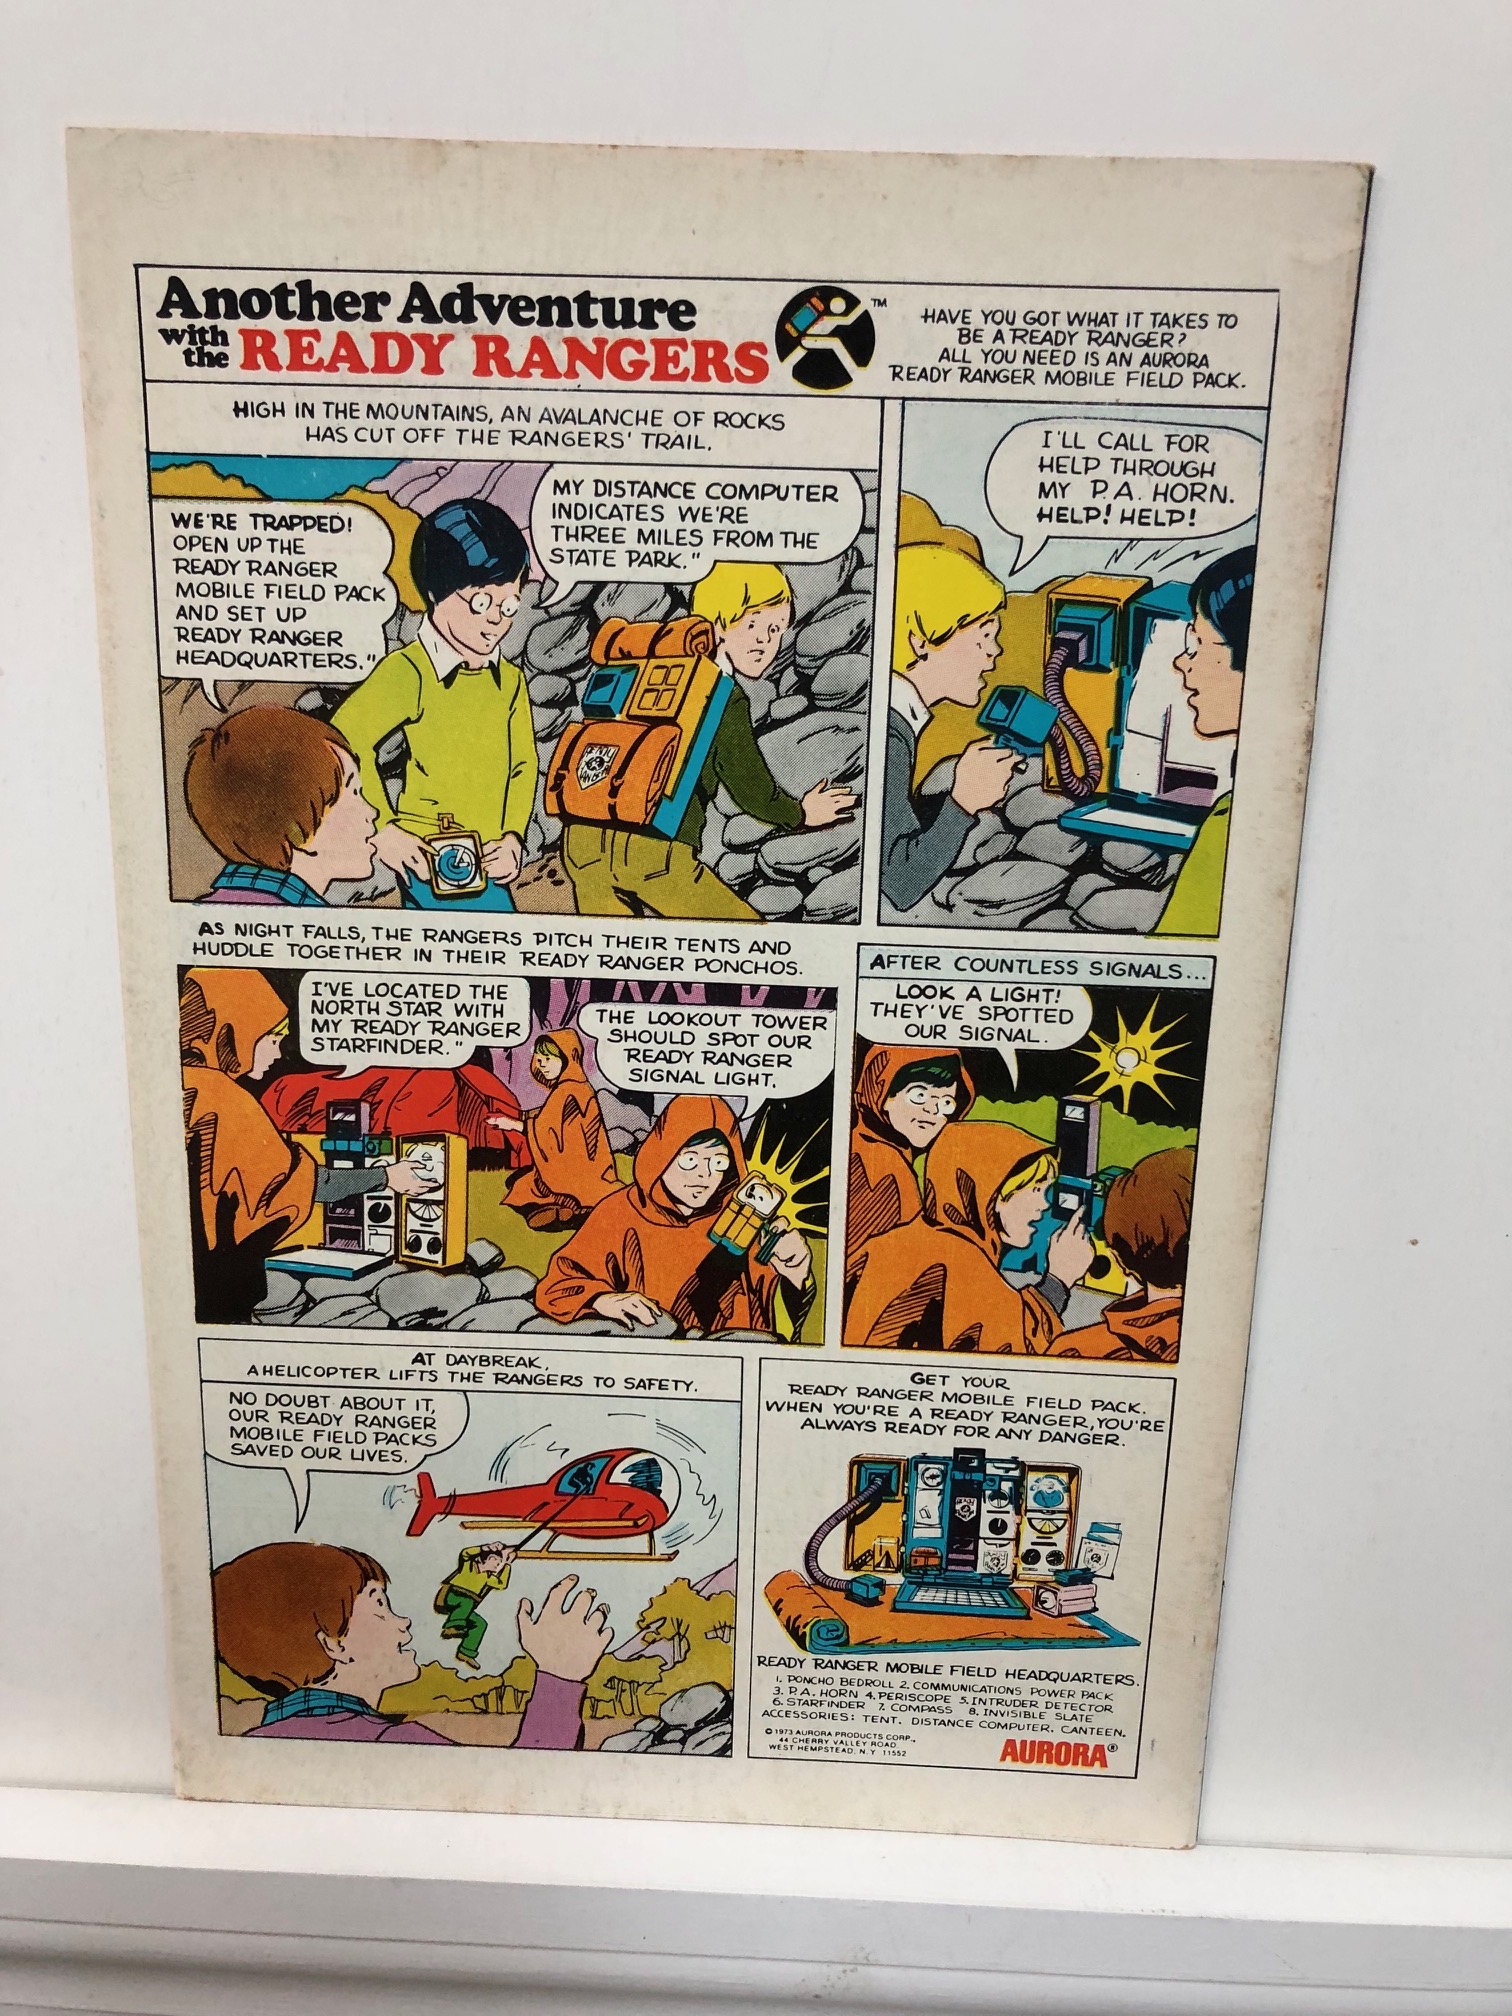 Another Adventure
with the READY RANGERS
TM
HAVE YOU GOT WHAT IT TAKES TO
BE A READY RANGER?
ALL YOU NEED IS AN AURORA
READY RANGER MOBILE FIELD PACK.
HIGH IN THE MOUNTAINS, AN AVALANCHE OF ROCKS
HAS CUT OFF THE RANGERS' TRAIL.
WE'RE TRAPPED!
OPEN UP THE
READY RANGER
MOBILE FIELD PACK
AND SET UP
READY RANGER
HEADQUARTERS."
MY DISTANCE COMPUTER
INDICATES WE'RE
THREE MILES FROM THE
STATE PARK."
READY
RANGER
I'LL CALL FOR
HELP THROUGH
MY P.A. HORN.
HELP! HELP!
AS NIGHT FALLS, THE RANGERS PITCH THEIR TENTS AND
HUDDLE TOGETHER IN THEIR READY RANGER PONCHOS.
I'VE LOCATED THE
NORTH STAR WITH
MY READY RANGER
STARFINDER."
THE LOOKOUT TOWER
SHOULD SPOT OUR
READY RANGER
SIGNAL LIGHT.
AFTER COUNTLESS SIGNALS...
LOOK A LIGHT!
THEY'VE SPOTTED
OUR SIGNAL.
AT DAYBREAK,
A HELICOPTER LIFTS THE RANGERS TO SAFETY.
NO DOUBT ABOUT IT,
OUR READY RANGER
MOBILE FIELD PACKS
SAVED OUR LIVES.
GET YOUR
READY RANGER MOBILE FIELD PACK.
WHEN YOU'RE A READY RANGER, YOU'RE
ALWAYS READY FOR ANY DANGER.
READY RANGER MOBILE FIELD HEADQUARTERS.
1. PONCHO BEDROLL 2. COMMUNICATIONS POWER PACK
3. P.A. HORN 4. PERISCOPE 5. INTRUDER DETECTOR
6. STARFINDER 7. COMPASS 8. INVISIBLE SLATE
ACCESSORIES: TENT. DISTANCE COMPUTER. CANTEEN.
© 1973 AURORA PRODUCTS CORP.,
44 CHERRY VALLEY ROAD
WEST HEMPSTEAD, N.Y 11552
AURORA®